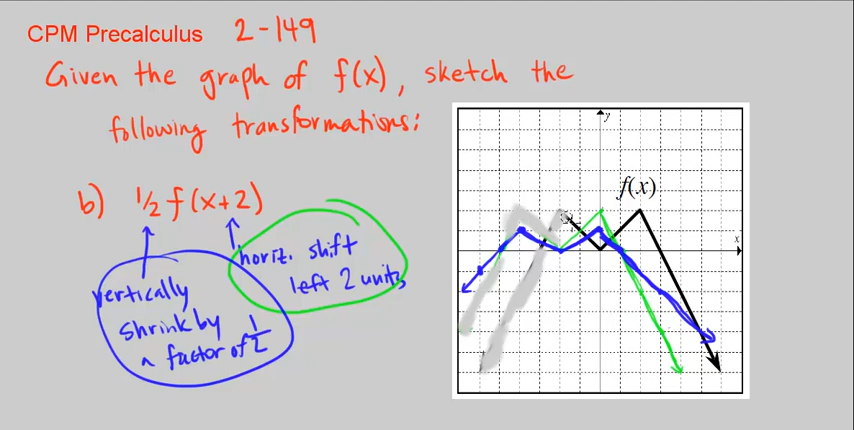 CPM Precalculus 2-149
Given the graph of f(x), sketch the
following transformations:
b) 1/2 f(x+2)
horiz. shift
left 2 units
vertically
shrink by
a factor of 1/2
y
f(x)
x